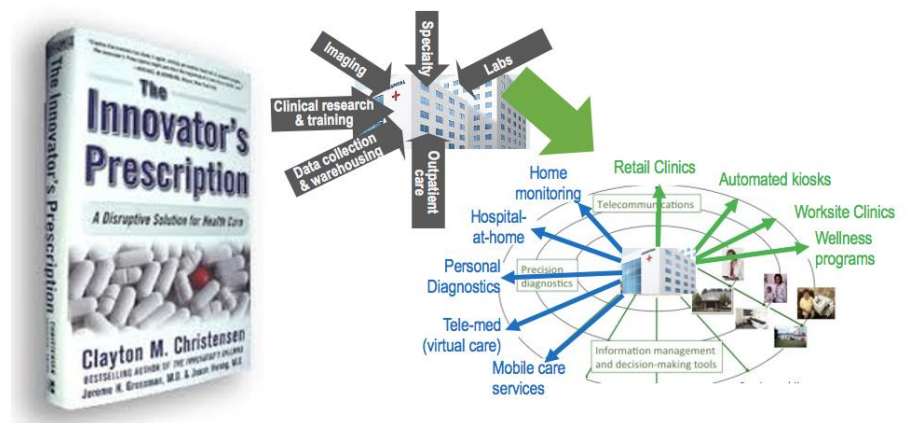 The
Innovator's
Prescription
A Disruptive Solution for Health Care
Clayton M. Christensen
BESTSELLING AUTHOR OF THE INNOVATOR'S DILEMMA
Jerome H. Grossman, M.D. & Jason Hwang, M.D.
The Innovator's Prescription
Imaging
Specialty
Labs
Clinical research
& training
Data collection
& warehousing
Outpatient
care
Home
monitoring
Retail Clinics
Automated kiosks
Telecommunications
Hospital-
at-home
Worksite Clinics
Wellness
programs
Personal
Diagnostics
Precision
diagnostics
Tele-med
(virtual care)
Information management
and decision-making tools
Mobile care
services